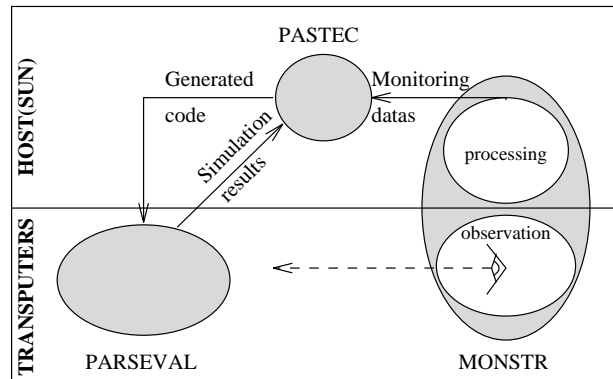 PASTEC
Generated
code
Monitoring
datas
Simulation
results
HOST(SUN)
processing
observation
TRANSPUTERS
PARSEVAL
MONSTR